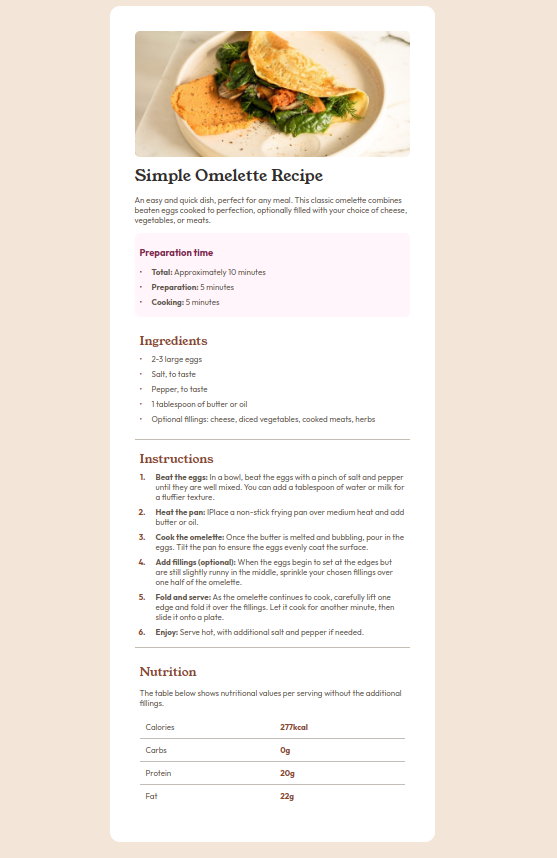 Simple Omelette Recipe
An easy and quick dish, perfect for any meal. This classic omelette combines
beaten eggs cooked to perfection, optionally filled with your choice of cheese,
vegetables, or meats.
Preparation time
• Total: Approximately 10 minutes
• Preparation: 5 minutes
• Cooking: 5 minutes
Ingredients
• 2-3 large eggs
• Salt, to taste
• Pepper, to taste
• 1 tablespoon of butter or oil
• Optional fillings: cheese, diced vegetables, cooked meats, herbs
Instructions
1. Beat the eggs: In a bowl, beat the eggs with a pinch of salt and pepper
until they are well mixed. You can add a tablespoon of water or milk for
a fluffier texture.
2. Heat the pan: lPlace a non-stick frying pan over medium heat and add
butter or oil.
3. Cook the omelette: Once the butter is melted and bubbling, pour in the
eggs. Tilt the pan to ensure the eggs evenly coat the surface.
4. Add fillings (optional): When the eggs begin to set at the edges but
are still slightly runny in the middle, sprinkle your chosen fillings over
one half of the omelette.
5. Fold and serve: As the omelette continues to cook, carefully lift one
edge and fold it over the fillings. Let it cook for another minute, then
slide it onto a plate.
6. Enjoy: Serve hot, with additional salt and pepper if needed.
Nutrition
The table below shows nutritional values per serving without the additional
fillings.
Calories 277kcal
Carbs 0g
Protein 20g
Fat 22g